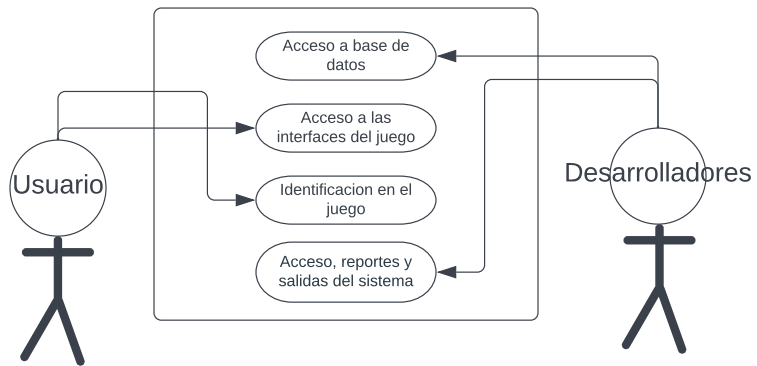 Acceso a base de
datos
Acceso a las
interfaces del juego
Usuario
Desarrolladores
Identificacion en el
juego
Acceso, reportes y
salidas del sistema